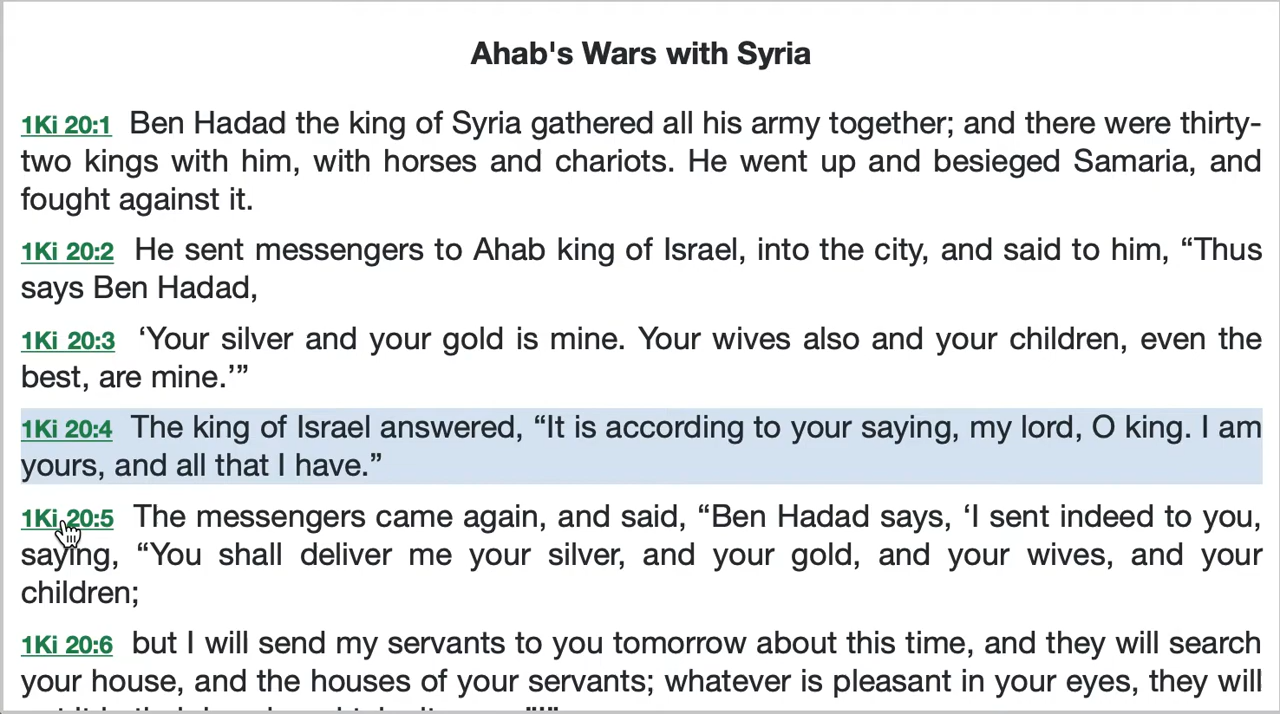 Ahab's Wars with Syria
1Ki 20:1 Ben Hadad the king of Syria gathered all his army together; and there were thirty-
two kings with him, with horses and chariots. He went up and besieged Samaria, and
fought against it.
1Ki 20:2 He sent messengers to Ahab king of Israel, into the city, and said to him, “Thus
says Ben Hadad,
1Ki 20:3 ‘Your silver and your gold is mine. Your wives also and your children, even the
best, are mine.’”
1Ki 20:4 The king of Israel answered, “It is according to your saying, my lord, O king. I am
yours, and all that I have.”
1Ki 20:5 The messengers came again, and said, “Ben Hadad says, ‘I sent indeed to you,
saying, “You shall deliver me your silver, and your gold, and your wives, and your
children;
1Ki 20:6 but I will send my servants to you tomorrow about this time, and they will search
your house, and the houses of your servants; whatever is pleasant in your eyes, they will